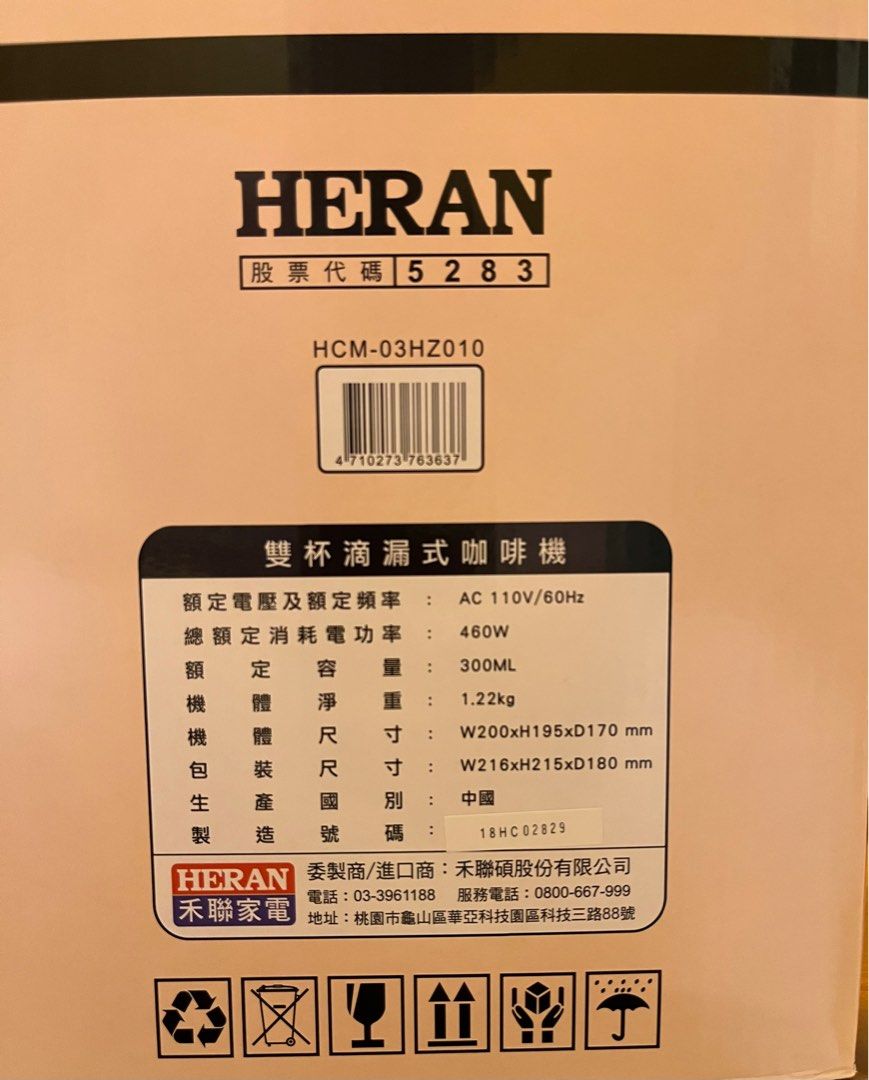 HERAN
股票代碼 5283
HCM-03HZ010
4 710273 763637
雙杯滴漏式咖啡機
額定電壓及額定頻率 : AC 110V/60Hz
總額定消耗電功率 : 460W
額定容量 : 300ML
機體淨重 : 1.22kg
機體尺寸 : W200xH195xD170 mm
包裝尺寸 : W216xH215xD180 mm
生產國別 : 中國
製造號碼 : 18HC02829
HERAN
禾聯家電
委製商/進口商：禾聯碩股份有限公司
電話：03-3961188 服務電話：0800-667-999
地址：桃園市龜山區華亞科技園區科技三路88號